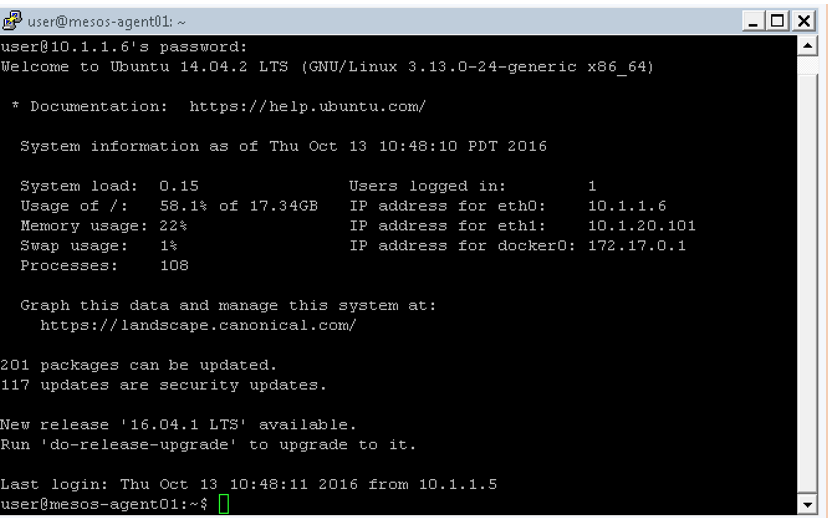 user@mesos-agent01: ~
user@10.1.1.6's password:
Welcome to Ubuntu 14.04.2 LTS (GNU/Linux 3.13.0-24-generic x86_64)
* Documentation:  https://help.ubuntu.com/
System information as of Thu Oct 13 10:48:10 PDT 2016
System load:  0.15               Users logged in:       1
Usage of /:   58.1% of 17.34GB   IP address for eth0:    10.1.1.6
Memory usage: 22%                IP address for eth1:    10.1.20.101
Swap usage:   1%                 IP address for docker0: 172.17.0.1
Processes:    108
Graph this data and manage this system at:
https://landscape.canonical.com/
201 packages can be updated.
117 updates are security updates.
New release '16.04.1 LTS' available.
Run 'do-release-upgrade' to upgrade to it.
Last login: Thu Oct 13 10:48:11 2016 from 10.1.1.5
user@mesos-agent01:~$